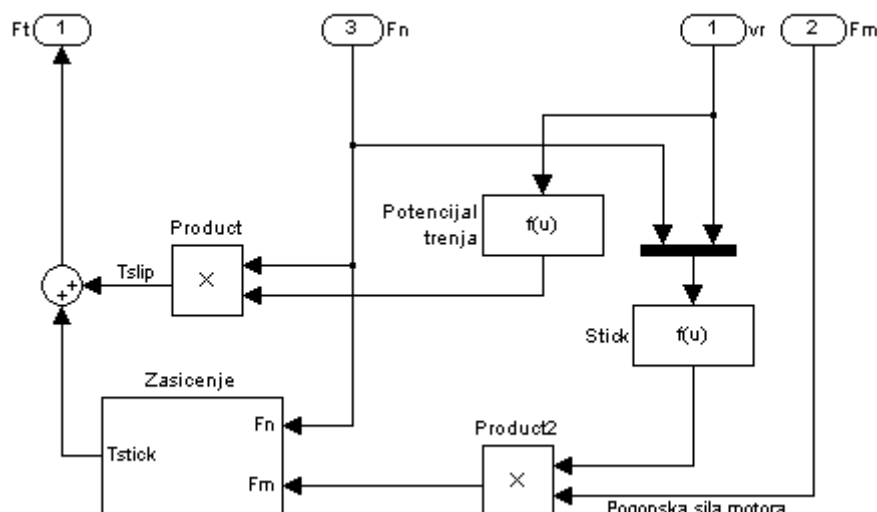 Ft 1
3 Fn
1 vr
2 Fm
Potencijal
trenja
f(u)
Product
×
Tslip
+
+
Stick
f(u)
Zasicenje
Fn
Tstick
Fm
Product2
×
Pogonska sila motora